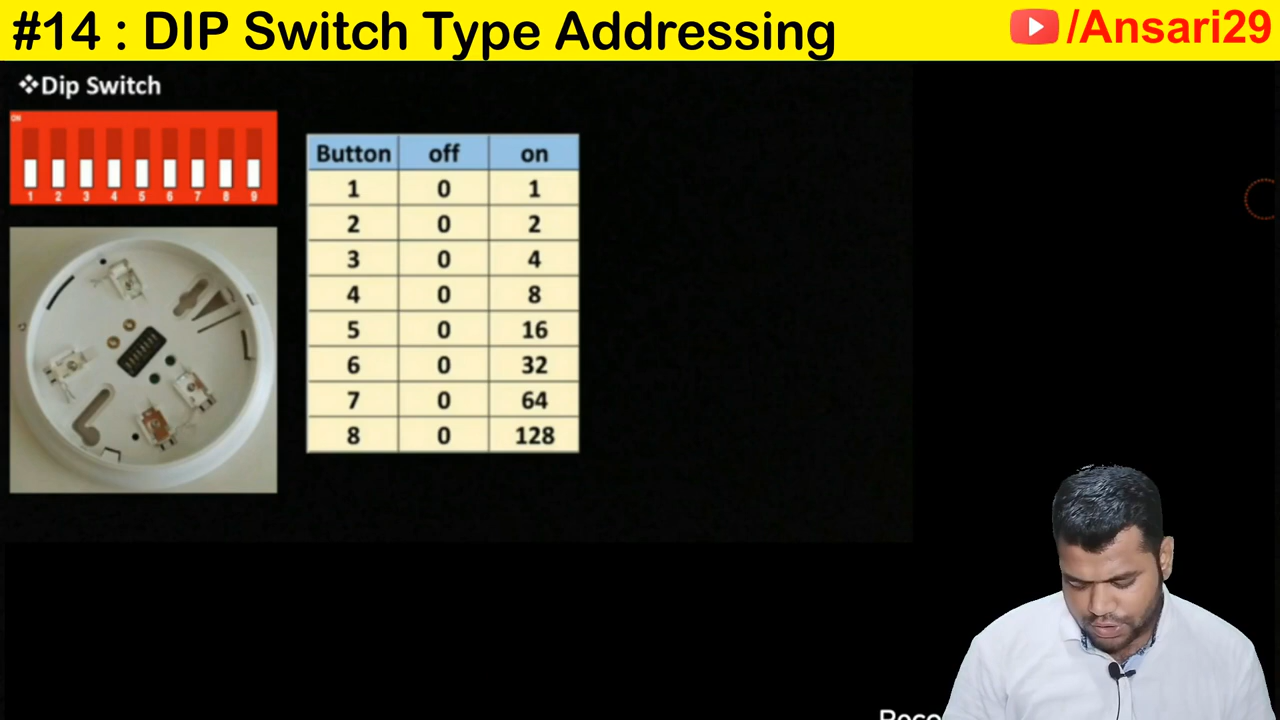 #14 : DIP Switch Type Addressing
/Ansari29
❖Dip Switch
ON
1 2 3 4 5 6 7 8 9
Button off on
1 0 1
2 0 2
3 0 4
4 0 8
5 0 16
6 0 32
7 0 64
8 0 128